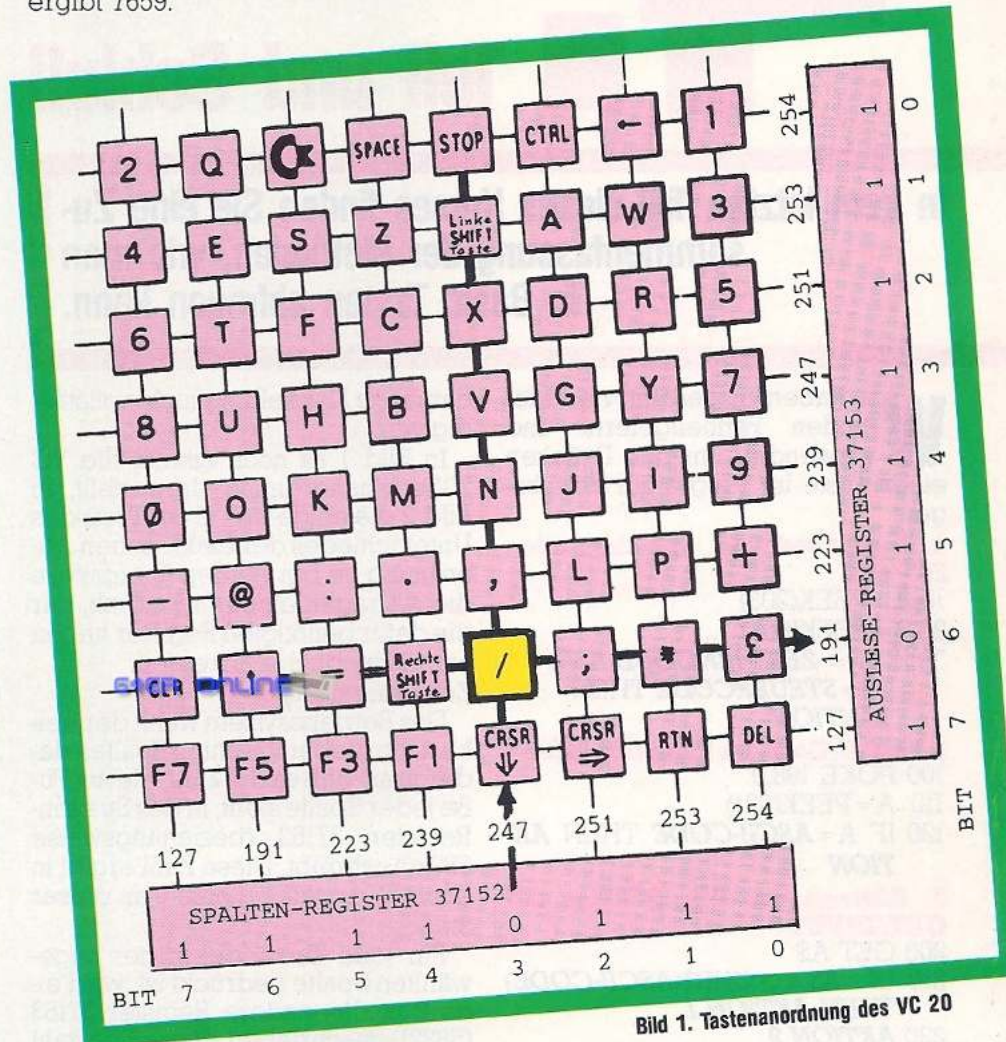 ergibt 7659.
2 Q SPACE STOP CTRL ← 1 254 1 0
4 E S Z Linke SHIFT Taste A W 3 253 1 1
6 T F C X D R 5 251 1 2
8 U H B V G Y 7 247 1 3
0 O K M N J I 9 239 1 4
@ : . , L P + 223 1 5
CLR ↑ = Rechte SHIFT Taste / ; * £ 191 0 6
F7 F5 F3 F1 CRSR ⇓ CRSR ⇒ RTN DEL 127 1 7
AUSLESE-REGISTER 37153
BIT
64ER ONLINE
127 191 223 239 247 251 253 254
SPALTEN-REGISTER 37152
1 1 1 1 0 1 1 1
BIT 7 6 5 4 3 2 1 0
Bild 1. Tastenanordnung des VC 20